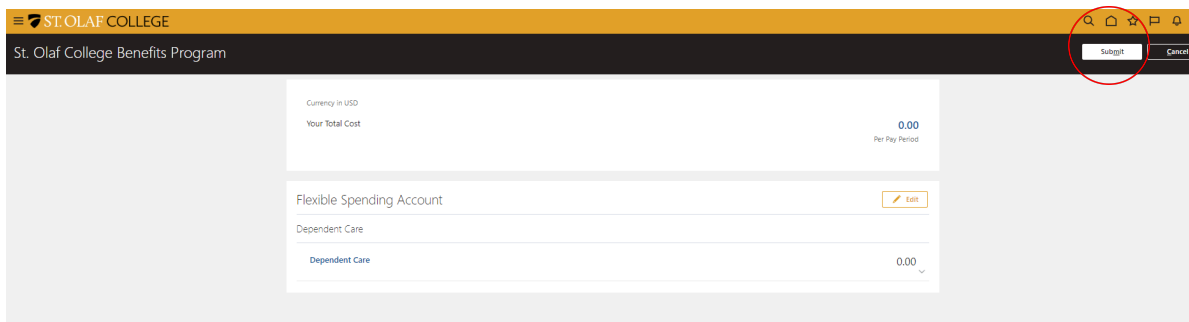 ST. OLAF COLLEGE
St. Olaf College Benefits Program
Submit
Cancel
Currency in USD
Your Total Cost
0.00
Per Pay Period
Flexible Spending Account
Edit
Dependent Care
Dependent Care
0.00